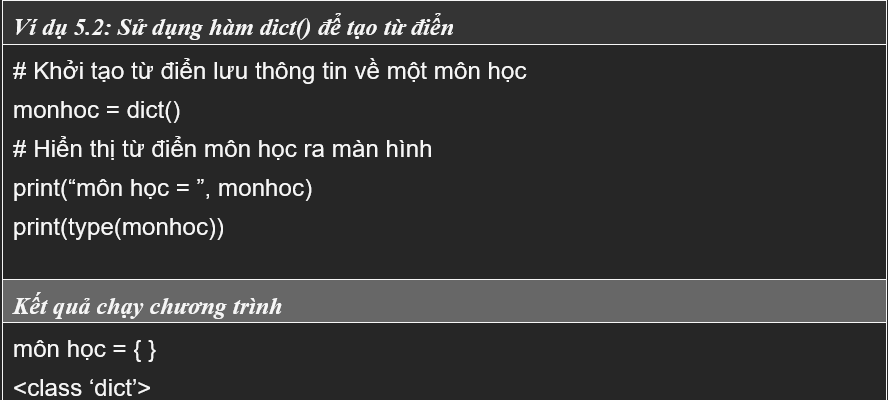 Ví dụ 5.2: Sử dụng hàm dict() để tạo từ điển
# Khởi tạo từ điển lưu thông tin về một môn học
monhoc = dict()
# Hiển thị từ điển môn học ra màn hình
print(“môn học = ”, monhoc)
print(type(monhoc))
Kết quả chạy chương trình
môn học = { }
<class ‘dict’>